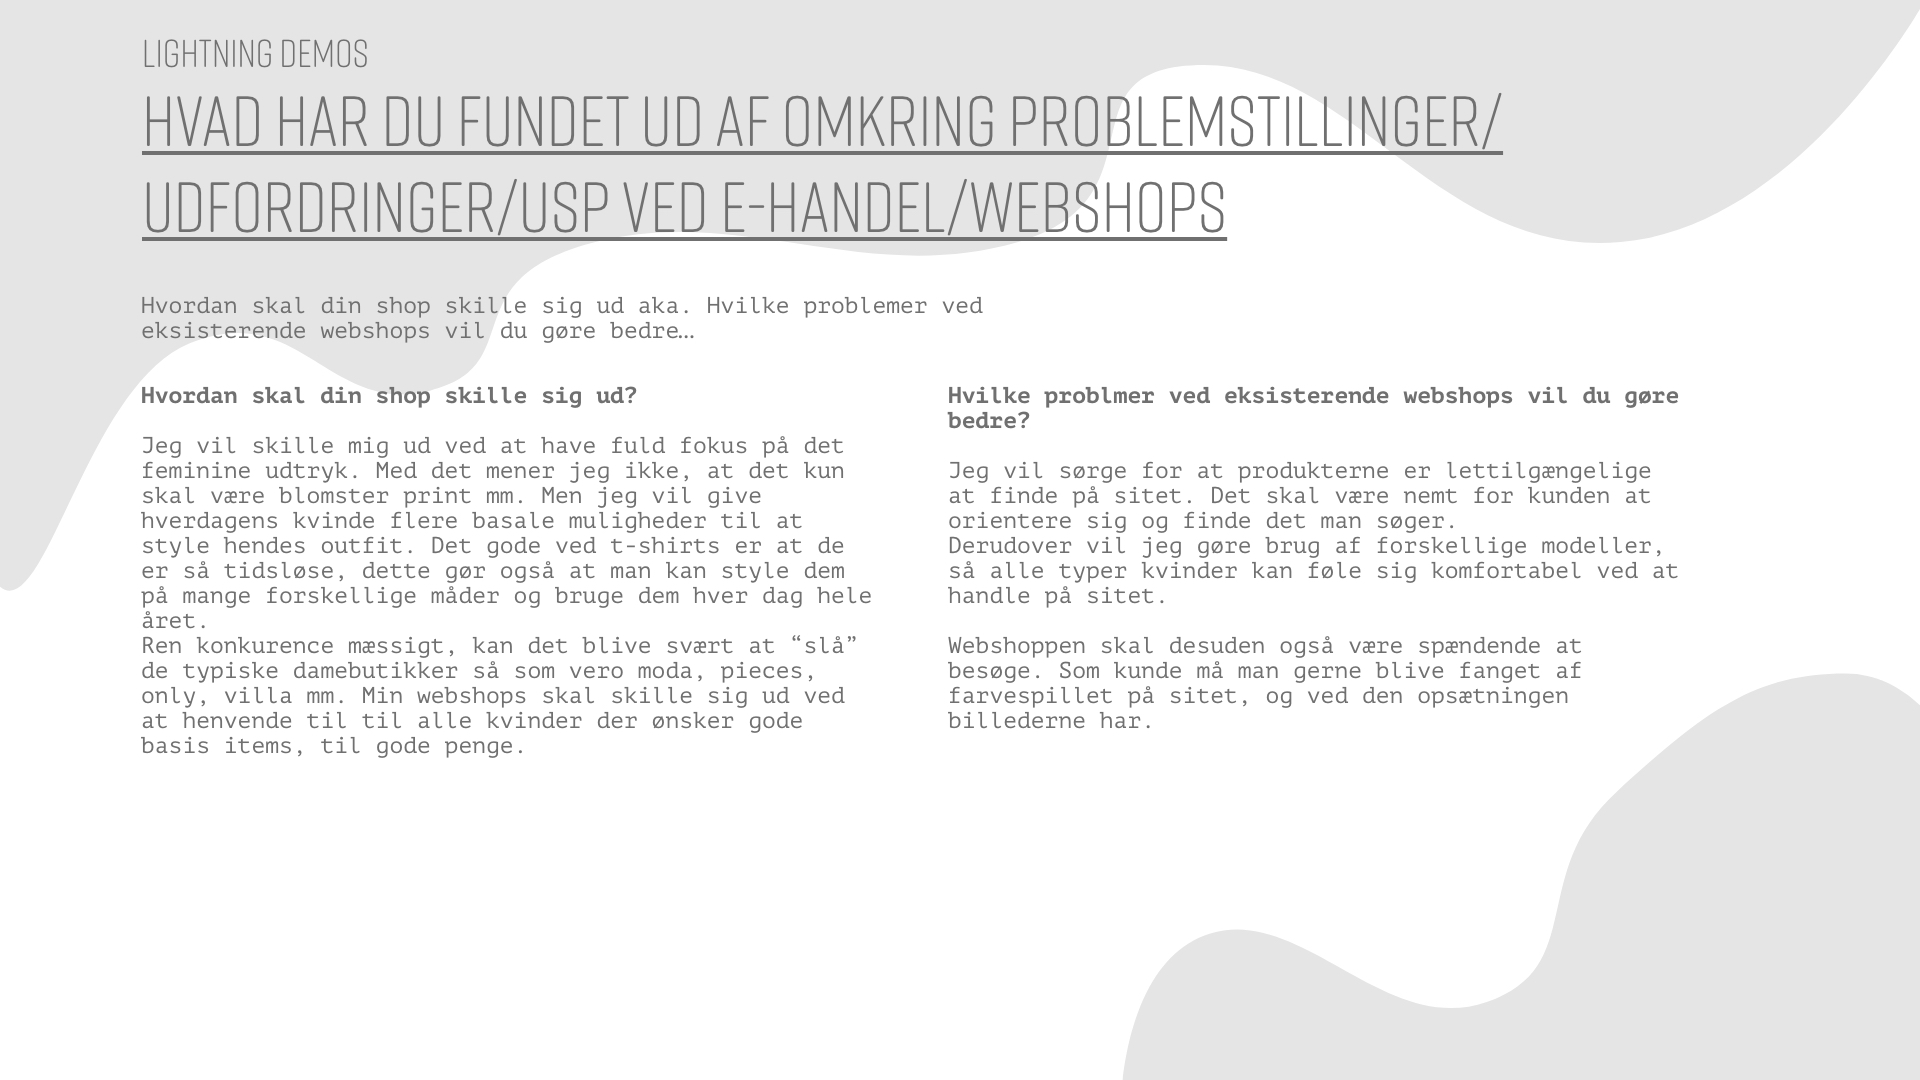 LIGHTNING DEMOS
HVAD HAR DU FUNDET UD AF OMKRING PROBLEMSTILLINGER/
UDFORDRINGER/USP VED E-HANDEL/WEBSHOPS
Hvordan skal din shop skille sig ud aka. Hvilke problemer ved
eksisterende webshops vil du gøre bedre…
Hvordan skal din shop skille sig ud?
Jeg vil skille mig ud ved at have fuld fokus på det
feminine udtryk. Med det mener jeg ikke, at det kun
skal være blomster print mm. Men jeg vil give
hverdagens kvinde flere basale muligheder til at
style hendes outfit. Det gode ved t-shirts er at de
er så tidsløse, dette gør også at man kan style dem
på mange forskellige måder og bruge dem hver dag hele
året.
Ren konkurence mæssigt, kan det blive svært at “slå”
de typiske damebutikker så som vero moda, pieces,
only, villa mm. Min webshops skal skille sig ud ved
at henvende til til alle kvinder der ønsker gode
basis items, til gode penge.
Hvilke problmer ved eksisterende webshops vil du gøre
bedre?
Jeg vil sørge for at produkterne er lettilgængelige
at finde på sitet. Det skal være nemt for kunden at
orientere sig og finde det man søger.
Derudover vil jeg gøre brug af forskellige modeller,
så alle typer kvinder kan føle sig komfortabel ved at
handle på sitet.
Webshoppen skal desuden også være spændende at
besøge. Som kunde må man gerne blive fanget af
farvespillet på sitet, og ved den opsætningen
billederne har.